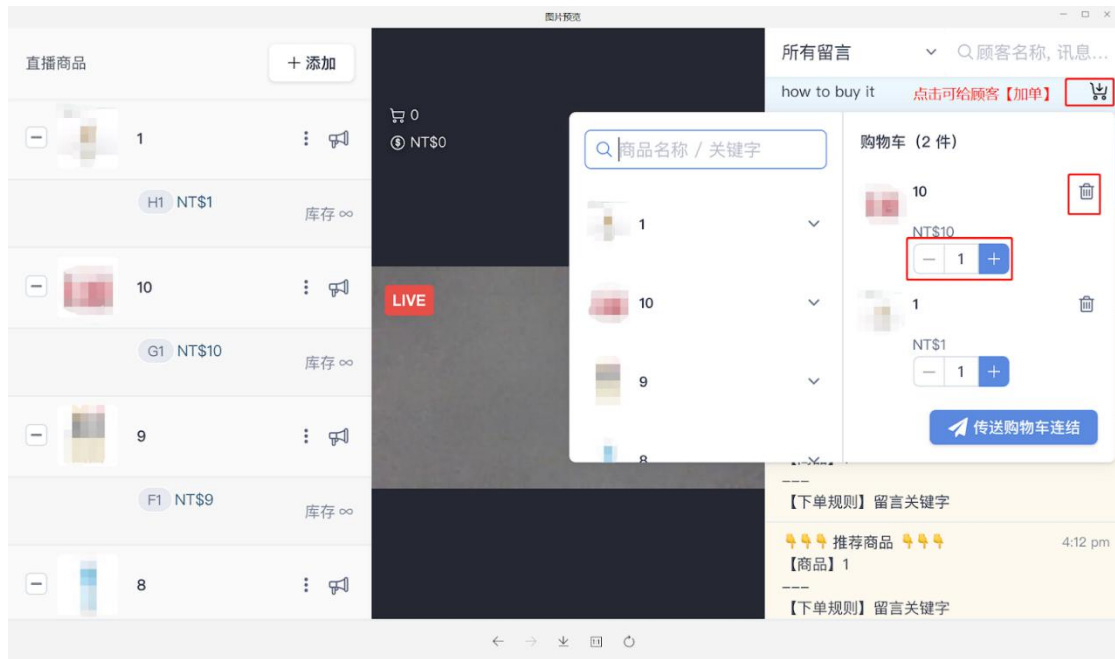 图片预览
直播商品
+ 添加
1
H1 NT$1
库存 ∞
10
G1 NT$10
库存 ∞
9
F1 NT$9
库存 ∞
8
0
NT$0
LIVE
所有留言
顾客名称, 讯息...
how to buy it
点击可给顾客【加单】
商品名称 / 关键字
1
10
9
8
购物车（2 件）
10
NT$10
— 1 +
1
NT$1
— 1 +
传送购物车连结
---
【下单规则】留言关键字
👇👇👇 推荐商品 👇👇👇
4:12 pm
【商品】1
---
【下单规则】留言关键字